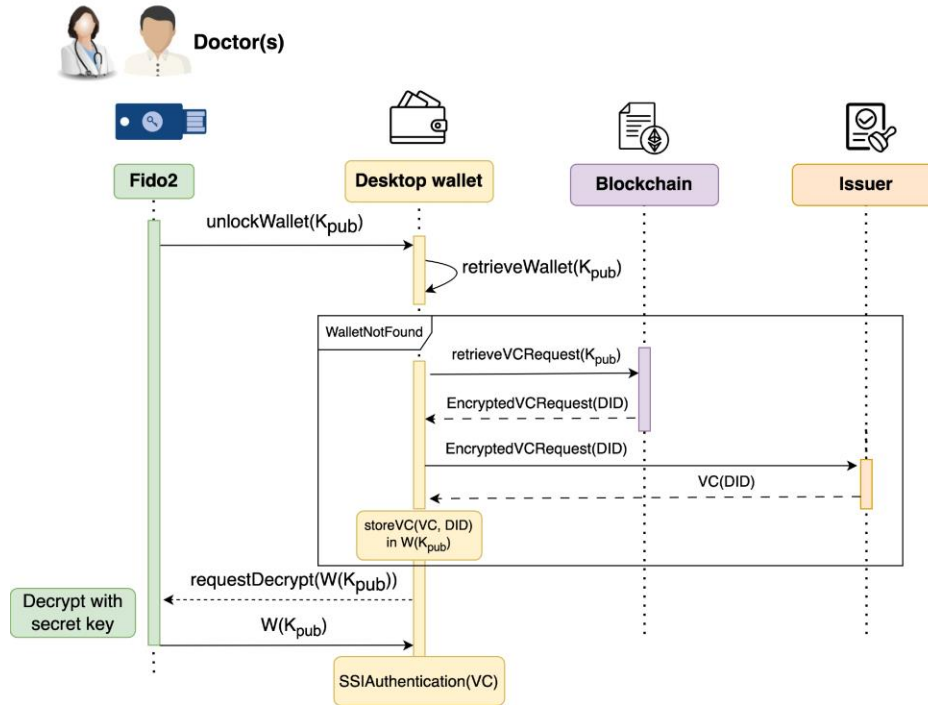 Doctor(s)
Fido2
Desktop wallet
Blockchain
Issuer
unlockWallet(Kpub)
retrieveWallet(Kpub)
WalletNotFound
retrieveVCRequest(Kpub)
EncryptedVCRequest(DID)
EncryptedVCRequest(DID)
VC(DID)
storeVC(VC, DID)
in W(Kpub)
requestDecrypt(W(Kpub))
Decrypt with
secret key
W(Kpub)
SSIAuthentication(VC)